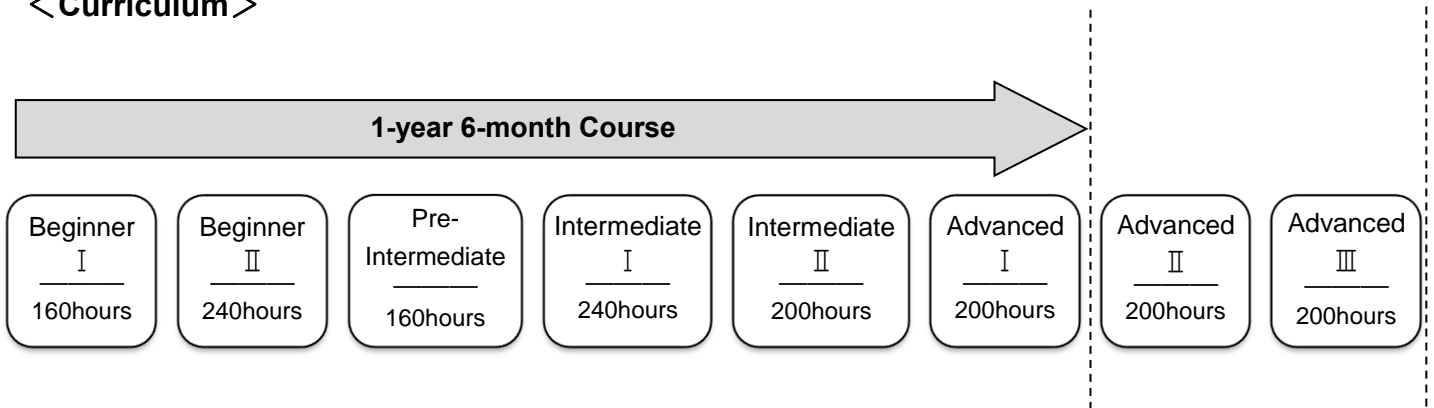 ＜Curriculum＞
1-year 6-month Course
Beginner
Ⅰ
160hours
Beginner
Ⅱ
240hours
Pre-
Intermediate
160hours
Intermediate
Ⅰ
240hours
Intermediate
Ⅱ
200hours
Advanced
Ⅰ
200hours
Advanced
Ⅱ
200hours
Advanced
Ⅲ
200hours